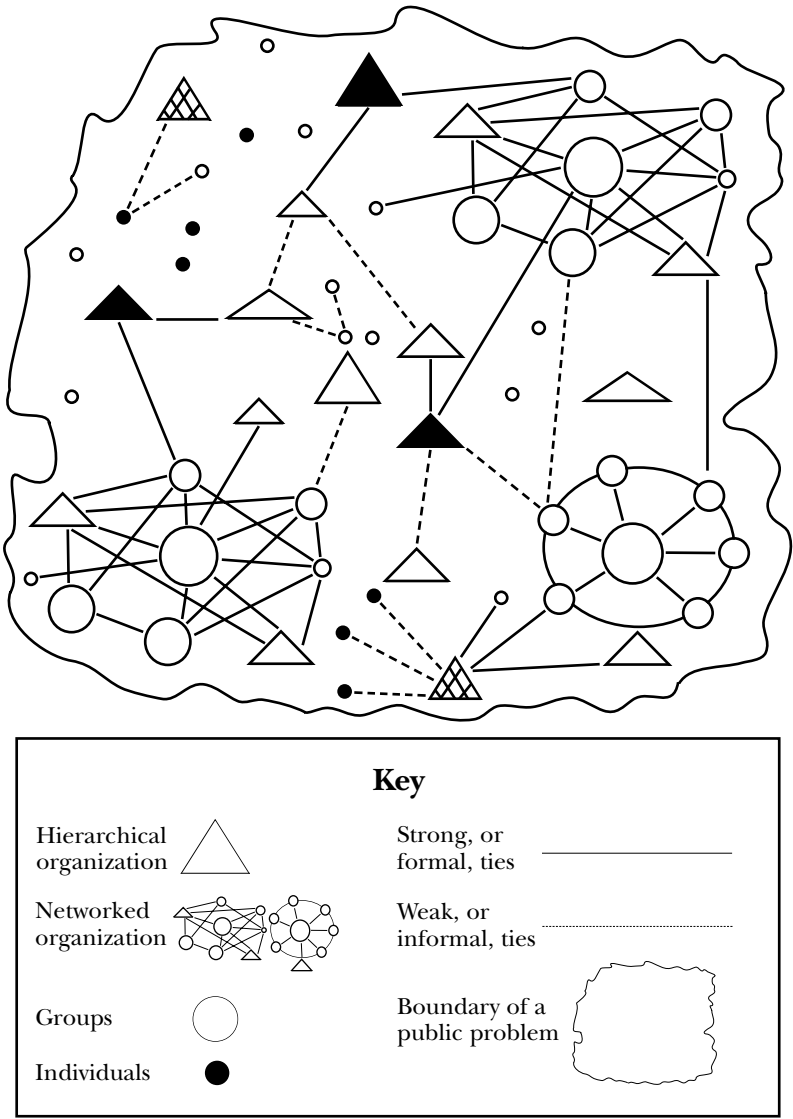 Key
Hierarchical
organization
Networked
organization
Groups
Individuals
Strong, or
formal, ties
Weak, or
informal, ties
Boundary of a
public problem